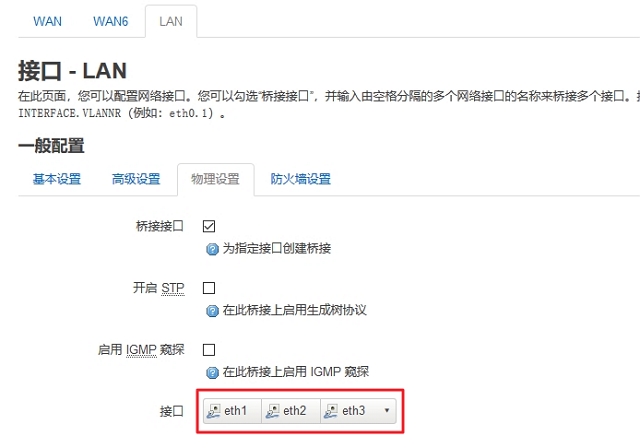 WAN WAN6 LAN
接口 - LAN
在此页面，您可以配置网络接口。您可以勾选"桥接接口"，并输入由空格分隔的多个网络接口的名称来桥接多个接口。
INTERFACE.VLANNR（例如：eth0.1）。
一般配置
基本设置 高级设置 物理设置 防火墙设置
桥接接口
为指定接口创建桥接
开启 STP
在此桥接上启用生成树协议
启用 IGMP 窥探
在此桥接上启用 IGMP 窥探
接口 eth1 eth2 eth3